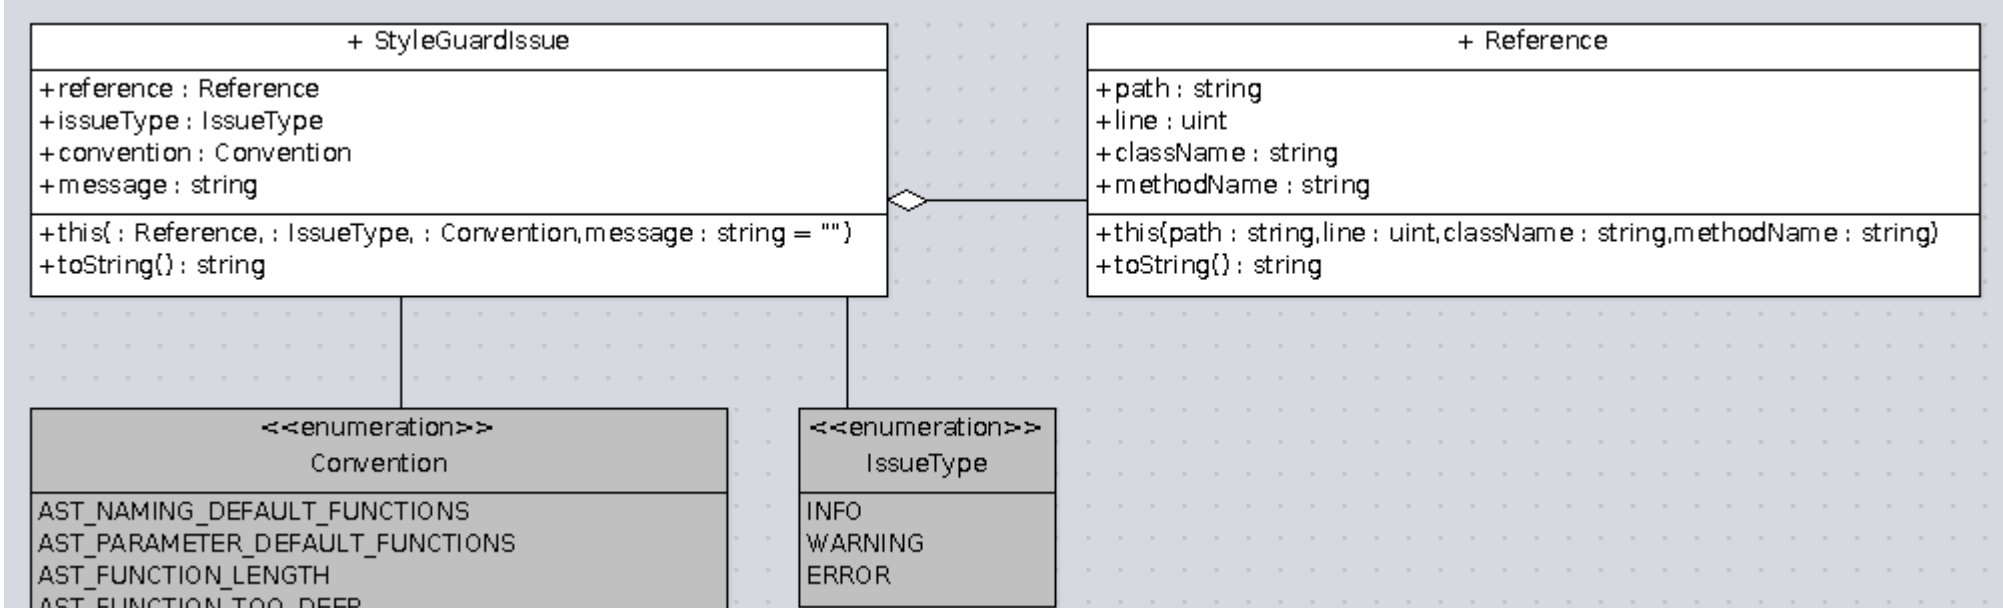 + StyleGuardIssue
+reference : Reference
+issueType : IssueType
+convention : Convention
+message : string
+this( : Reference, : IssueType, : Convention,message : string = "")
+toString() : string
+ Reference
+path : string
+line : uint
+className : string
+methodName : string
+this(path : string,line : uint,className : string,methodName : string)
+toString() : string
<<enumeration>>
Convention
AST_NAMING_DEFAULT_FUNCTIONS
AST_PARAMETER_DEFAULT_FUNCTIONS
AST_FUNCTION_LENGTH
AST_FUNCTION_TOO_DEEP
<<enumeration>>
IssueType
INFO
WARNING
ERROR